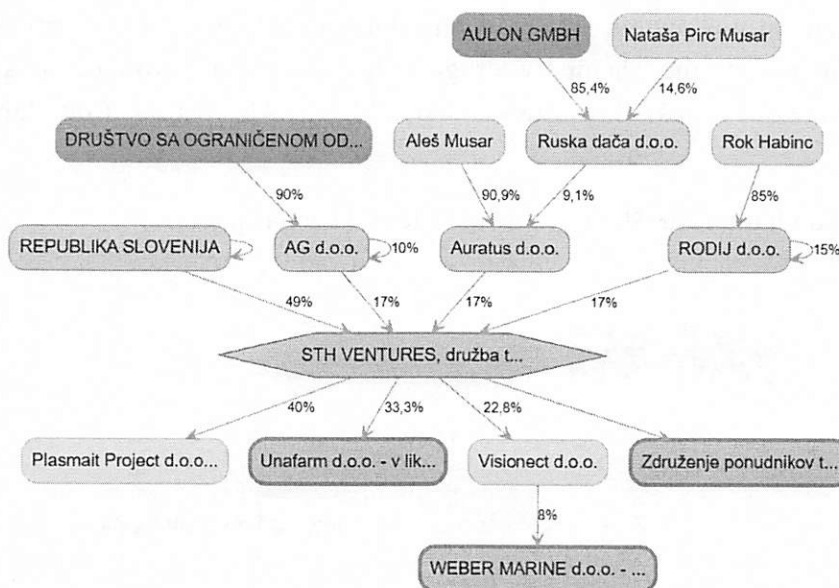 AULON GMBH
Nataša Pirc Musar
85,4%
14,6%
DRUŠTVO SA OGRANIČENOM OD...
Aleš Musar
Ruska dača d.o.o.
Rok Habinc
90%
90,9%
9,1%
85%
REPUBLIKA SLOVENIJA
AG d.o.o.
10%
Auratus d.o.o.
RODIJ d.o.o.
15%
49%
17%
17%
17%
STH VENTURES, družba t...
40%
33,3%
22,8%
Plasmait Project d.o.o...
Unafarm d.o.o. - v lik...
Visionect d.o.o.
Združenje ponudnikov t...
8%
WEBER MARINE d.o.o. - ...